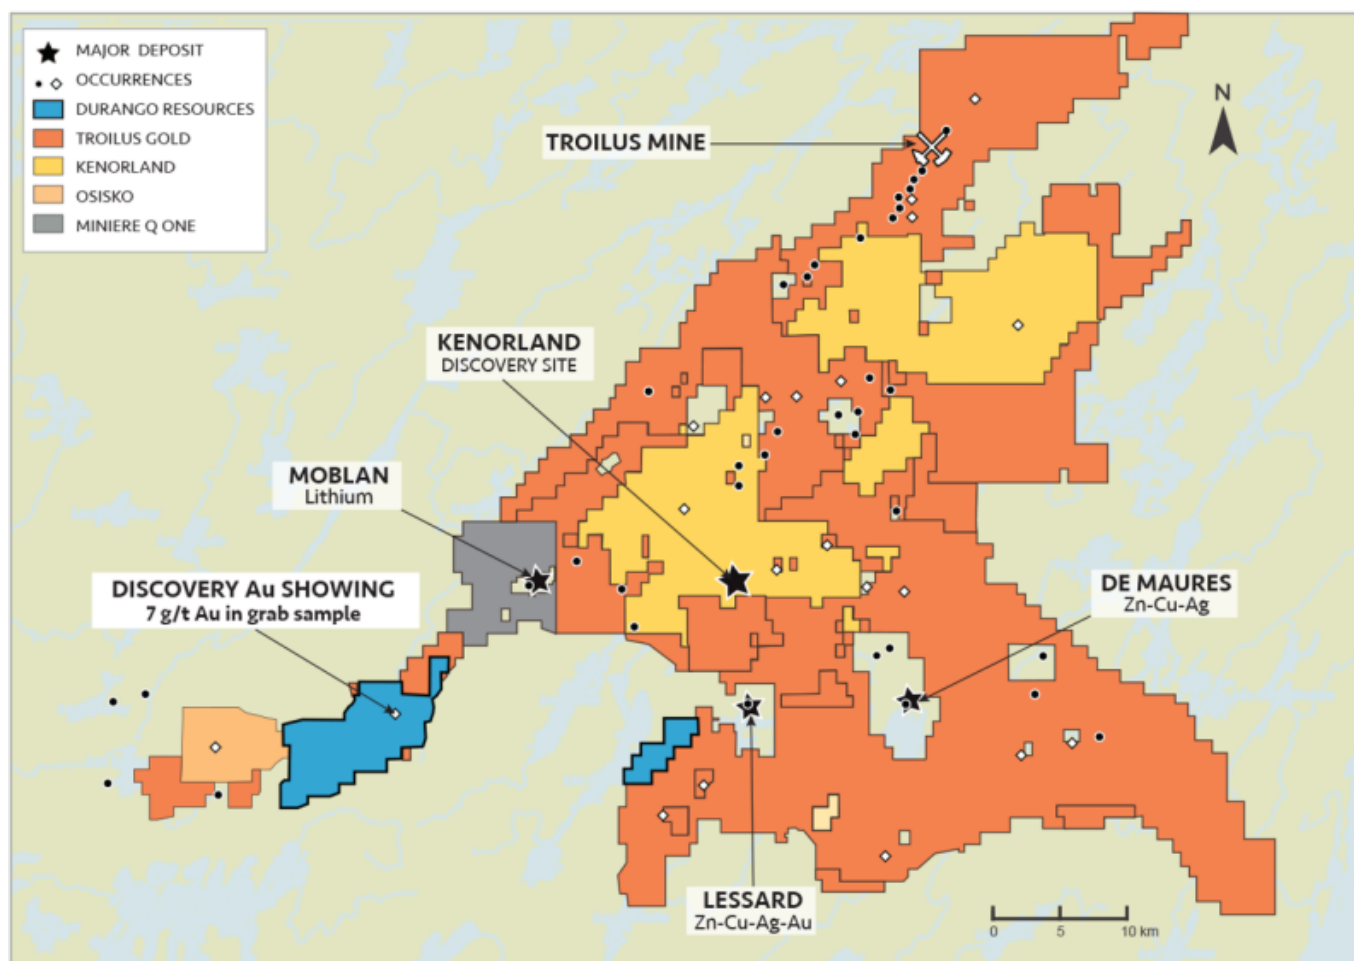 MAJOR DEPOSIT
OCCURRENCES
DURANGO RESOURCES
TROILUS GOLD
KENORLAND
OSISKO
MINIERE Q ONE
N
TROILUS MINE
KENORLAND
DISCOVERY SITE
MOBLAN
Lithium
DISCOVERY Au SHOWING
7 g/t Au in grab sample
DE MAURES
Zn-Cu-Ag
LESSARD
Zn-Cu-Ag-Au
0 5 10 km